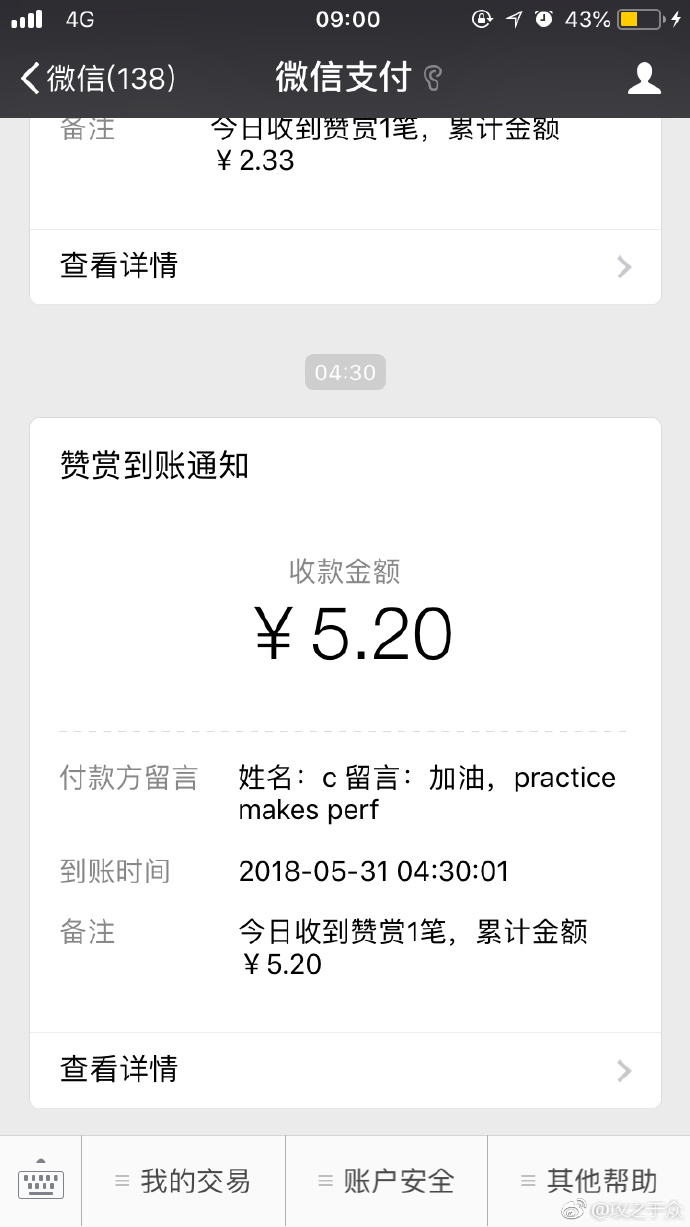 4G 09:00 43%
微信(138) 微信支付
备注 今日收到赞赏1笔，累计金额
￥2.33
查看详情
04:30
赞赏到账通知
收款金额
￥5.20
付款方留言 姓名：c 留言：加油，practice
makes perf
到账时间 2018-05-31 04:30:01
备注 今日收到赞赏1笔，累计金额
￥5.20
查看详情
我的交易 账户安全 其他帮助